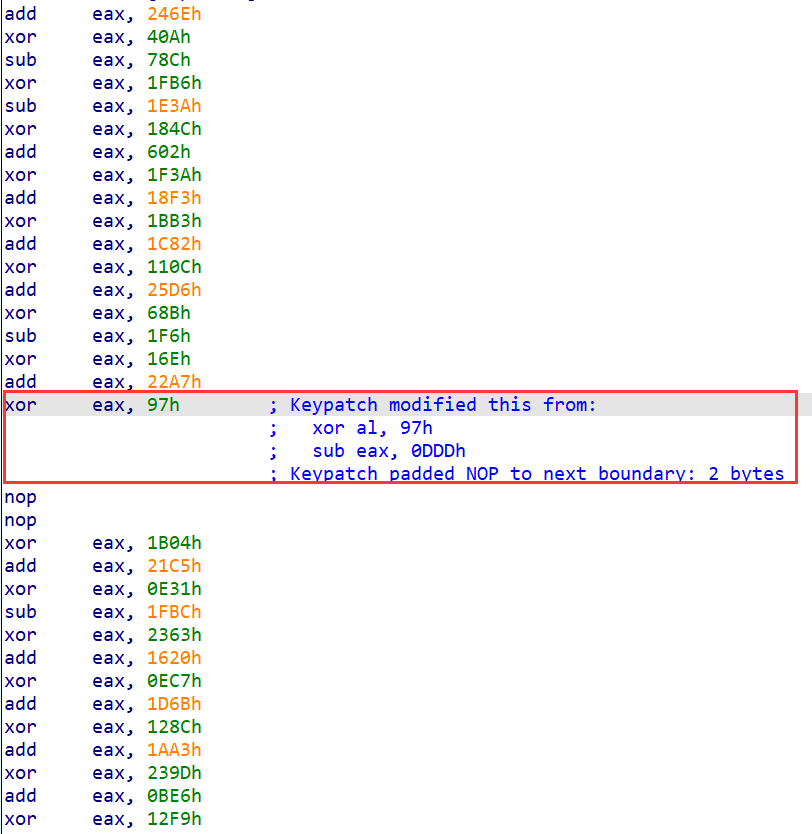 add eax, 246Eh
xor eax, 40Ah
sub eax, 78Ch
xor eax, 1FB6h
sub eax, 1E3Ah
xor eax, 184Ch
add eax, 602h
xor eax, 1F3Ah
add eax, 18F3h
xor eax, 1BB3h
add eax, 1C82h
xor eax, 110Ch
add eax, 25D6h
xor eax, 68Bh
sub eax, 1F6h
xor eax, 16Eh
add eax, 22A7h
xor eax, 97h ; Keypatch modified this from:
; xor al, 97h
; sub eax, 0DDDh
; Keypatch padded NOP to next boundary: 2 bytes
nop
nop
xor eax, 1B04h
add eax, 21C5h
xor eax, 0E31h
sub eax, 1FBCh
xor eax, 2363h
add eax, 1620h
xor eax, 0EC7h
add eax, 1D6Bh
xor eax, 128Ch
add eax, 1AA3h
xor eax, 239Dh
add eax, 0BE6h
xor eax, 12F9h